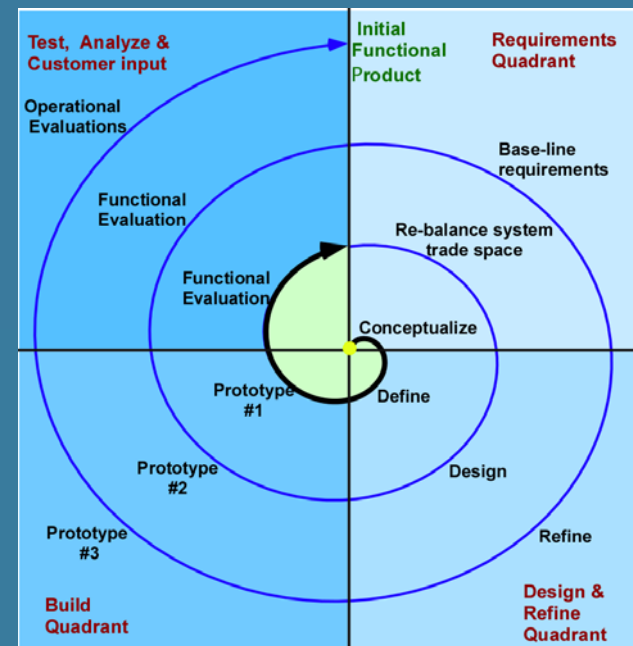 Test, Analyze &
Customer input
Initial
Functional
Product
Requirements
Quadrant
Operational
Evaluations
Base-line
requirements
Functional
Evaluation
Re-balance system
trade space
Functional
Evaluation
Conceptualize
Prototype
#1
Define
Prototype
#2
Design
Prototype
#3
Refine
Build
Quadrant
Design &
Refine
Quadrant